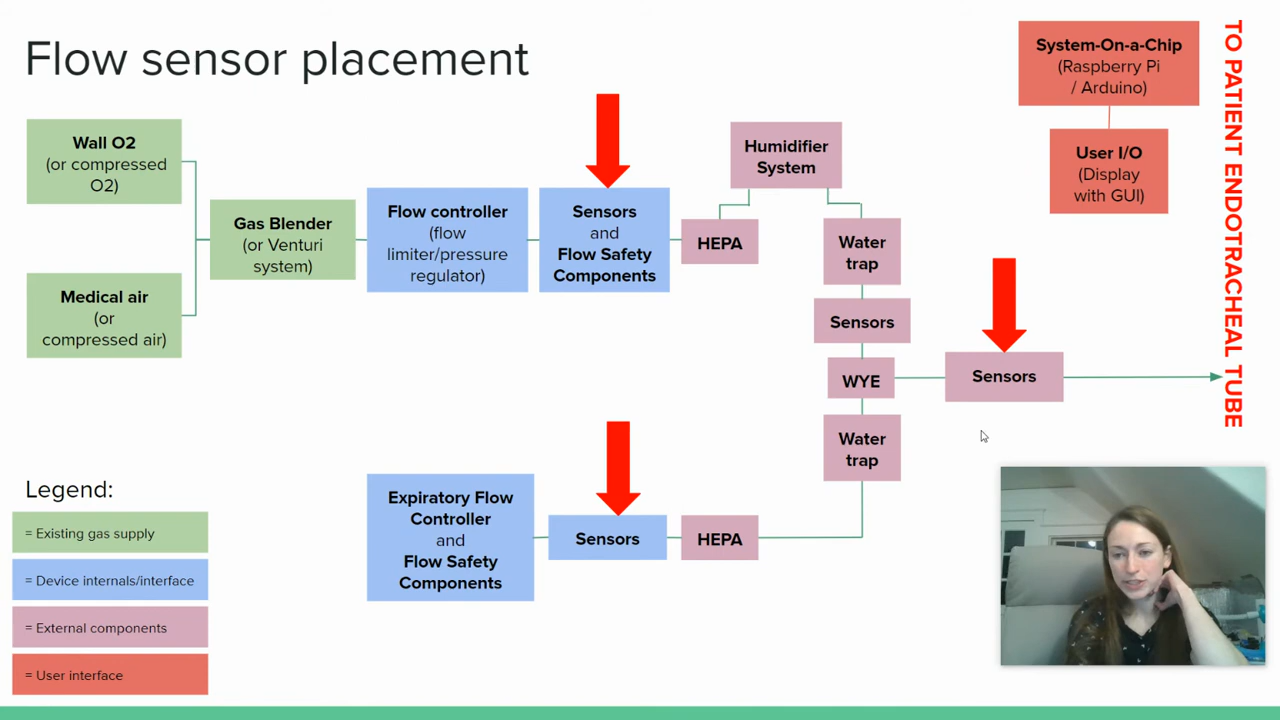 Flow sensor placement
Wall O2
(or compressed
O2)
Medical air
(or
compressed air)
Gas Blender
(or Venturi
system)
Flow controller
(flow
limiter/pressure
regulator)
Sensors
and
Flow Safety
Components
HEPA
Humidifier
System
Water
trap
Sensors
WYE
Sensors
Water
trap
HEPA
Sensors
Expiratory Flow
Controller
and
Flow Safety
Components
System-On-a-Chip
(Raspberry Pi
/ Arduino)
User I/O
(Display
with GUI)
TO PATIENT ENDOTRACHEAL TUBE
Legend:
= Existing gas supply
= Device internals/interface
= External components
= User interface